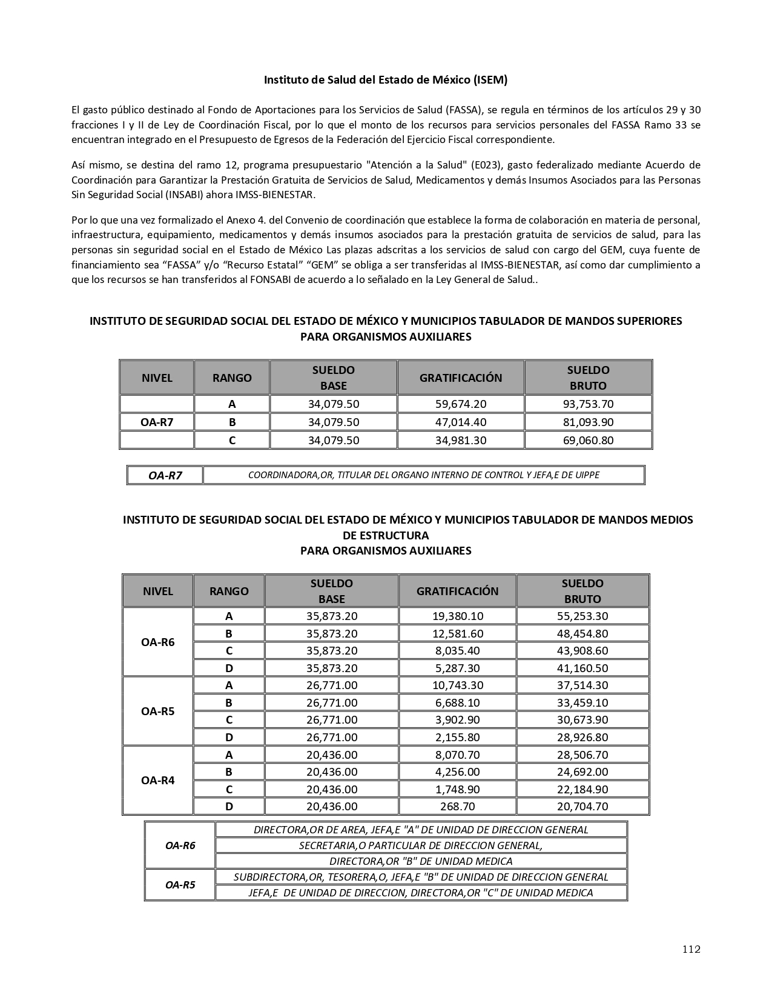 Instituto de Salud del Estado de México (ISEM)
El gasto público destinado al Fondo de Aportaciones para los Servicios de Salud (FASSA), se regula en términos de los artículos 29 y 30
fracciones I y II de Ley de Coordinación Fiscal, por lo que el monto de los recursos para servicios personales del FASSA Ramo 33 se
encuentran integrado en el Presupuesto de Egresos de la Federación del Ejercicio Fiscal correspondiente.
Así mismo, se destina del ramo 12, programa presupuestario "Atención a la Salud" (E023), gasto federalizado mediante Acuerdo de
Coordinación para Garantizar la Prestación Gratuita de Servicios de Salud, Medicamentos y demás Insumos Asociados para las Personas
Sin Seguridad Social (INSABI) ahora IMSS-BIENESTAR.
Por lo que una vez formalizado el Anexo 4. del Convenio de coordinación que establece la forma de colaboración en materia de personal,
infraestructura, equipamiento, medicamentos y demás insumos asociados para la prestación gratuita de servicios de salud, para las
personas sin seguridad social en el Estado de México Las plazas adscritas a los servicios de salud con cargo del GEM, cuya fuente de
financiamiento sea “FASSA” y/o “Recurso Estatal” “GEM” se obliga a ser transferidas al IMSS-BIENESTAR, así como dar cumplimiento a
que los recursos se han transferidos al FONSABI de acuerdo a lo señalado en la Ley General de Salud..
INSTITUTO DE SEGURIDAD SOCIAL DEL ESTADO DE MÉXICO Y MUNICIPIOS TABULADOR DE MANDOS SUPERIORES
PARA ORGANISMOS AUXILIARES
NIVEL RANGO SUELDO BASE GRATIFICACIÓN SUELDO BRUTO
A 34,079.50 59,674.20 93,753.70
OA-R7 B 34,079.50 47,014.40 81,093.90
C 34,079.50 34,981.30 69,060.80
OA-R7 COORDINADORA,OR, TITULAR DEL ORGANO INTERNO DE CONTROL Y JEFA,E DE UIPPE
INSTITUTO DE SEGURIDAD SOCIAL DEL ESTADO DE MÉXICO Y MUNICIPIOS TABULADOR DE MANDOS MEDIOS
DE ESTRUCTURA
PARA ORGANISMOS AUXILIARES
NIVEL RANGO SUELDO BASE GRATIFICACIÓN SUELDO BRUTO
OA-R6 A 35,873.20 19,380.10 55,253.30
B 35,873.20 12,581.60 48,454.80
C 35,873.20 8,035.40 43,908.60
D 35,873.20 5,287.30 41,160.50
OA-R5 A 26,771.00 10,743.30 37,514.30
B 26,771.00 6,688.10 33,459.10
C 26,771.00 3,902.90 30,673.90
D 26,771.00 2,155.80 28,926.80
OA-R4 A 20,436.00 8,070.70 28,506.70
B 20,436.00 4,256.00 24,692.00
C 20,436.00 1,748.90 22,184.90
D 20,436.00 268.70 20,704.70
OA-R6 DIRECTORA,OR DE AREA, JEFA,E "A" DE UNIDAD DE DIRECCION GENERAL
SECRETARIA,O PARTICULAR DE DIRECCION GENERAL,
DIRECTORA,OR "B" DE UNIDAD MEDICA
OA-R5 SUBDIRECTORA,OR, TESORERA,O, JEFA,E "B" DE UNIDAD DE DIRECCION GENERAL
JEFA,E DE UNIDAD DE DIRECCION, DIRECTORA,OR "C" DE UNIDAD MEDICA
112